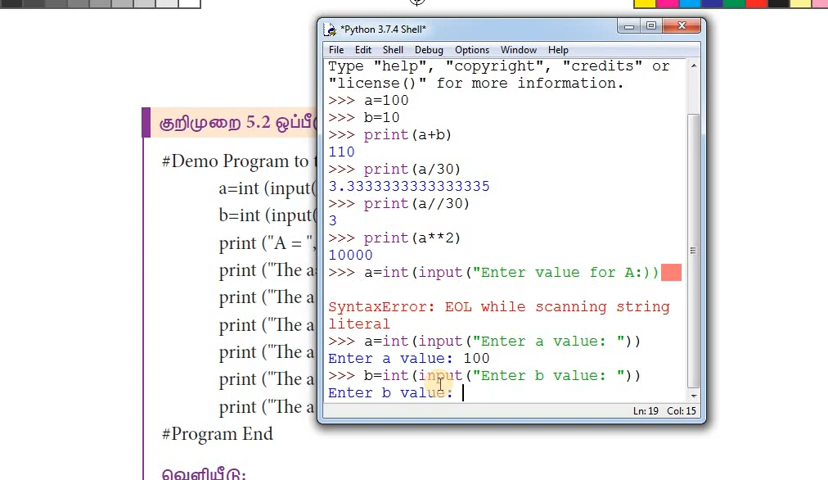 *Python 3.7.4 Shell*
File Edit Shell Debug Options Window Help
Type "help", "copyright", "credits" or
"license()" for more information.
>>> a=100
>>> b=10
>>> print(a+b)
110
>>> print(a/30)
3.3333333333333335
>>> print(a//30)
3
>>> print(a**2)
10000
>>> a=int(input("Enter value for A:))
SyntaxError: EOL while scanning string
literal
>>> a=int(input("Enter a value: "))
Enter a value: 100
>>> b=int(input("Enter b value: "))
Enter b value:
Ln: 19 Col: 15
குறிமுறை 5.2
#Demo Program to
a=int (input(
b=int (input(
print ("A = ",
print ("The a
print ("The a
print ("The a
print ("The a
print ("The a
print ("The a
#Program End
வெளியீடு: